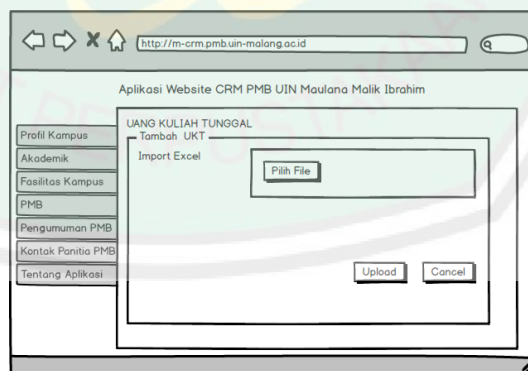 http://m-crm.pmb.uin-malang.ac.id
Aplikasi Website CRM PMB UIN Maulana Malik Ibrahim
Profil Kampus
Akademik
Fasilitas Kampus
PMB
Pengumuman PMB
Kontak Panitia PMB
Tentang Aplikasi
UANG KULIAH TUNGGAL
Tambah UKT
Import Excel
Pilih File
Upload Cancel